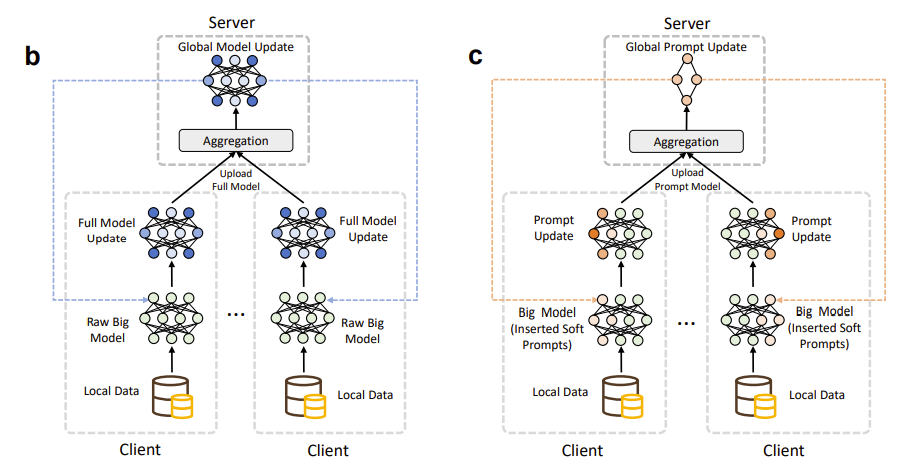 b
Server
Global Model Update
Aggregation
Upload
Full Model
Full Model
Update
Full Model
Update
Raw Big
Model
...
Raw Big
Model
Local Data
Local Data
Client
Client
c
Server
Global Prompt Update
Aggregation
Upload
Prompt Model
Prompt
Update
Prompt
Update
Big Model
(Inserted Soft
Prompts)
...
Big Model
(Inserted Soft
Prompts)
Local Data
Local Data
Client
Client